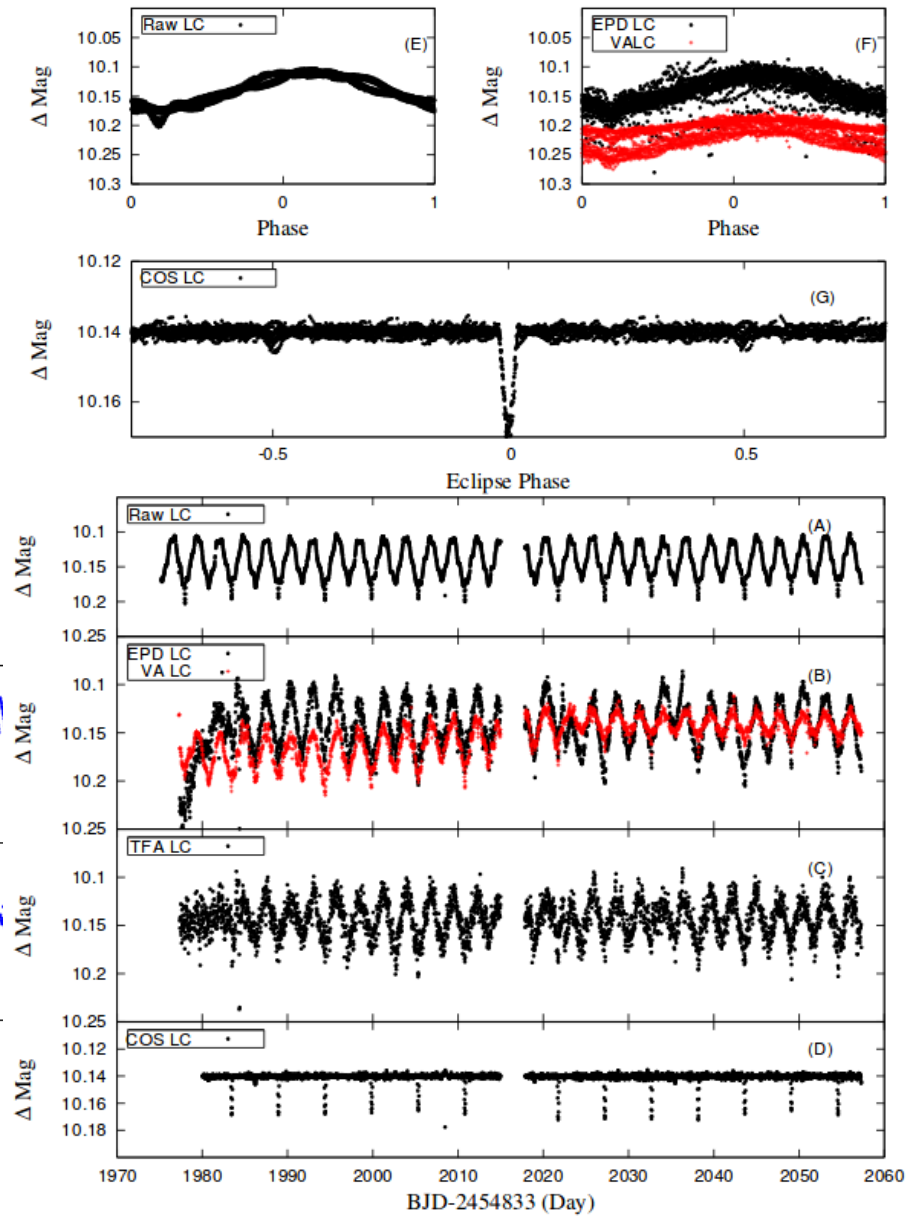 Raw LC
(E)
10.05
10.1
10.15
10.2
10.25
10.3
Δ Mag
0
0
1
Phase
EPD LC
VALC
(F)
10.05
10.1
10.15
10.2
10.25
10.3
Δ Mag
0
0
1
Phase
COS LC
(G)
10.12
10.14
10.16
Δ Mag
-0.5
0
0.5
Eclipse Phase
Raw LC
(A)
10.1
10.15
10.2
10.25
Δ Mag
EPD LC
VA LC
(B)
10.1
10.15
10.2
10.25
Δ Mag
TFA LC
(C)
10.1
10.15
10.2
10.25
Δ Mag
COS LC
(D)
10.12
10.14
10.16
10.18
Δ Mag
1970
1980
1990
2000
2010
2020
2030
2040
2050
2060
BJD-2454833 (Day)